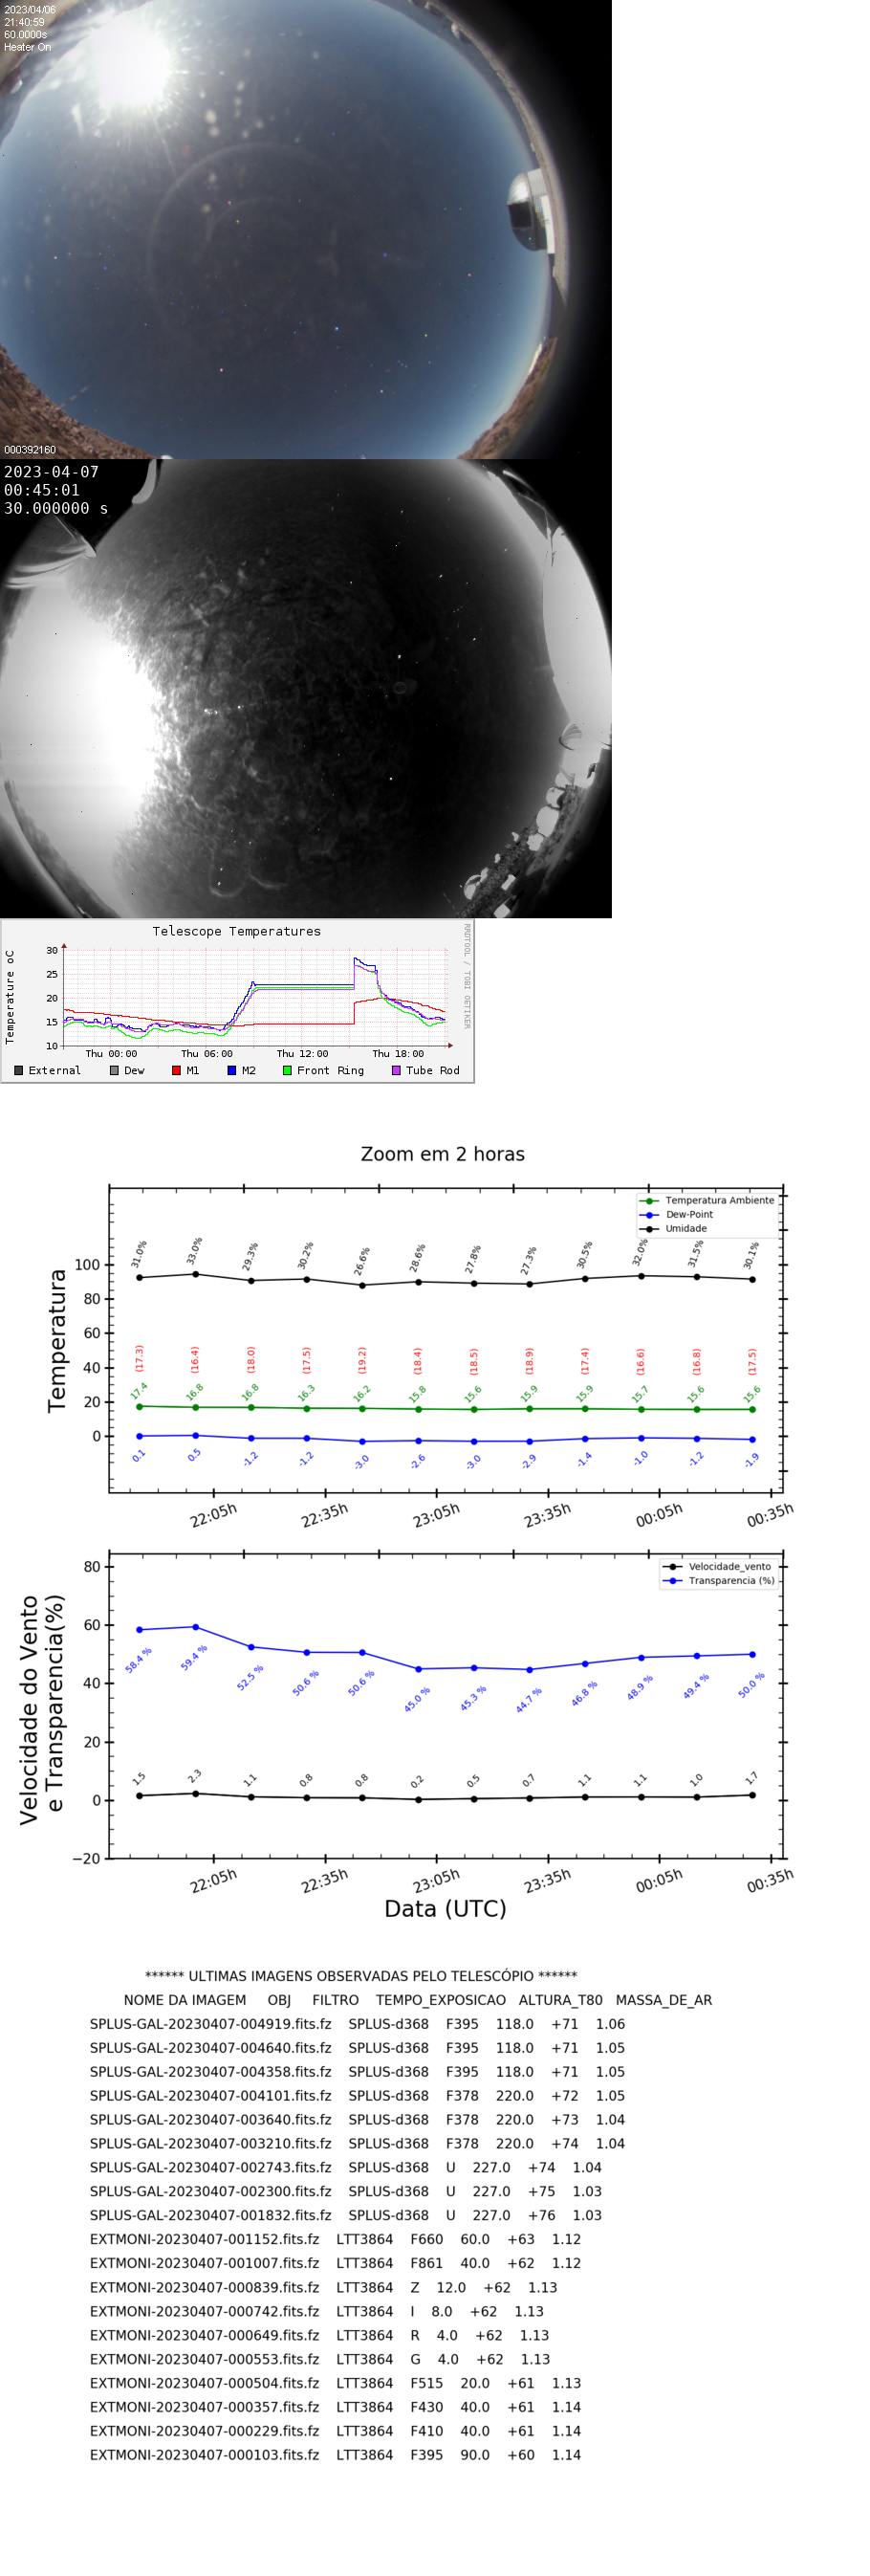 2023/04/06
21:40:59
60.0000s
Heater On
000392160
2023-04-07
00:45:01
30.000000 s
Telescope Temperatures
RRDTOOL / TOBI OETIKER
Temperature oC
30
25
20
15
10
Thu 00:00 Thu 06:00 Thu 12:00 Thu 18:00
External Dew M1 M2 Front Ring Tube Rod
Zoom em 2 horas
Temperatura Ambiente
Dew-Point
Umidade
Temperatura
100
80
60
40
20
0
31.0% 33.0% 29.3% 30.2% 26.6% 28.6% 27.8% 27.3% 30.5% 32.0% 31.5% 30.1%
(17.3) (16.4) (18.0) (17.5) (19.2) (18.4) (18.5) (18.9) (17.4) (16.6) (16.8) (17.5)
17.4 16.8 16.8 16.3 16.2 15.8 15.6 15.9 15.9 15.7 15.6 15.6
0.1 0.5 -1.2 -1.2 -3.0 -2.6 -3.0 -2.9 -1.4 -1.0 -1.2 -1.9
22:05h 22:35h 23:05h 23:35h 00:05h 00:35h
Velocidade_vento
Transparencia (%)
Velocidade do Vento
e Transparencia(%)
80
60
40
20
0
−20
58.4 % 59.4 % 52.5 % 50.6 % 50.6 % 45.0 % 45.3 % 44.7 % 46.8 % 48.9 % 49.4 % 50.0 %
1.5 2.3 1.1 0.8 0.8 0.2 0.5 0.7 1.1 1.1 1.0 1.7
22:05h 22:35h 23:05h 23:35h 00:05h 00:35h
Data (UTC)
****** ULTIMAS IMAGENS OBSERVADAS PELO TELESCÓPIO ******
NOME DA IMAGEM OBJ FILTRO TEMPO_EXPOSICAO ALTURA_T80 MASSA_DE_AR
SPLUS-GAL-20230407-004919.fits.fz SPLUS-d368 F395 118.0 +71 1.06
SPLUS-GAL-20230407-004640.fits.fz SPLUS-d368 F395 118.0 +71 1.05
SPLUS-GAL-20230407-004358.fits.fz SPLUS-d368 F395 118.0 +71 1.05
SPLUS-GAL-20230407-004101.fits.fz SPLUS-d368 F378 220.0 +72 1.05
SPLUS-GAL-20230407-003640.fits.fz SPLUS-d368 F378 220.0 +73 1.04
SPLUS-GAL-20230407-003210.fits.fz SPLUS-d368 F378 220.0 +74 1.04
SPLUS-GAL-20230407-002743.fits.fz SPLUS-d368 U 227.0 +74 1.04
SPLUS-GAL-20230407-002300.fits.fz SPLUS-d368 U 227.0 +75 1.03
SPLUS-GAL-20230407-001832.fits.fz SPLUS-d368 U 227.0 +76 1.03
EXTMONI-20230407-001152.fits.fz LTT3864 F660 60.0 +63 1.12
EXTMONI-20230407-001007.fits.fz LTT3864 F861 40.0 +62 1.12
EXTMONI-20230407-000839.fits.fz LTT3864 Z 12.0 +62 1.13
EXTMONI-20230407-000742.fits.fz LTT3864 I 8.0 +62 1.13
EXTMONI-20230407-000649.fits.fz LTT3864 R 4.0 +62 1.13
EXTMONI-20230407-000553.fits.fz LTT3864 G 4.0 +62 1.13
EXTMONI-20230407-000504.fits.fz LTT3864 F515 20.0 +61 1.13
EXTMONI-20230407-000357.fits.fz LTT3864 F430 40.0 +61 1.14
EXTMONI-20230407-000229.fits.fz LTT3864 F410 40.0 +61 1.14
EXTMONI-20230407-000103.fits.fz LTT3864 F395 90.0 +60 1.14